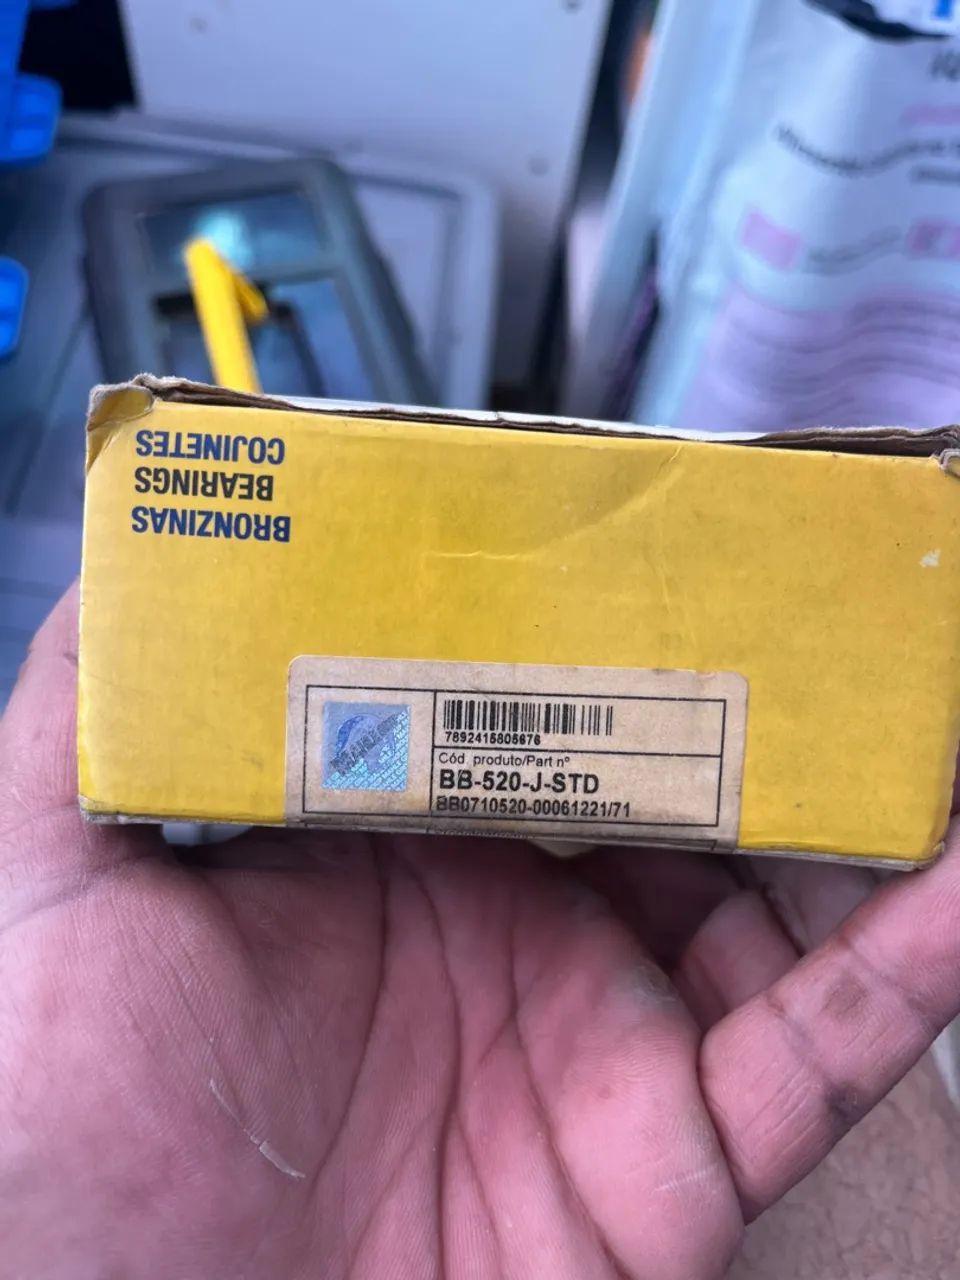 BRONZINAS
BEARINGS
COJINETES
7892415805676
Cód. produto/Part nº
BB-520-J-STD
BB0710520-00061221/71